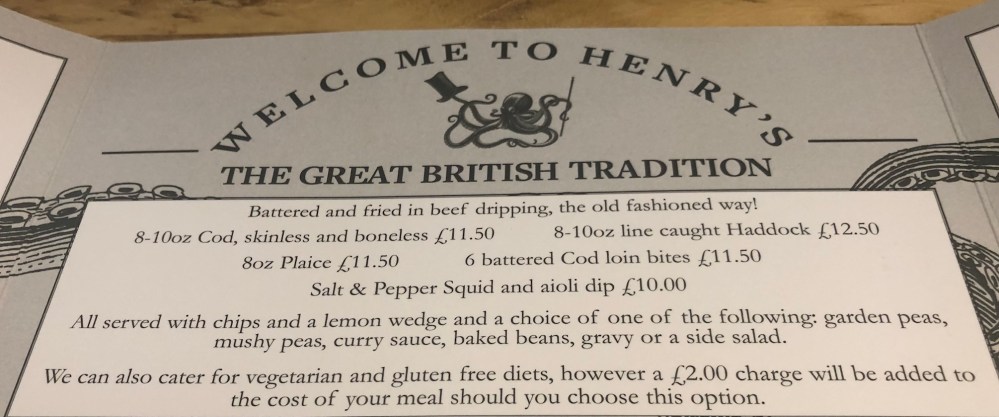 WELCOME TO HENRY'S
THE GREAT BRITISH TRADITION
Battered and fried in beef dripping, the old fashioned way!
8-10oz Cod, skinless and boneless £11.50 8-10oz line caught Haddock £12.50
8oz Plaice £11.50 6 battered Cod loin bites £11.50
Salt & Pepper Squid and aioli dip £10.00
All served with chips and a lemon wedge and a choice of one of the following: garden peas,
mushy peas, curry sauce, baked beans, gravy or a side salad.
We can also cater for vegetarian and gluten free diets, however a £2.00 charge will be added to
the cost of your meal should you choose this option.